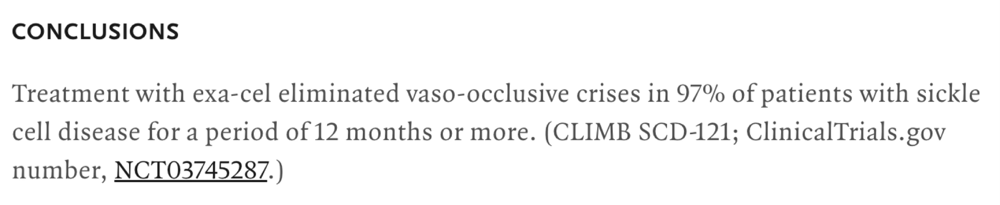 CONCLUSIONS
Treatment with exa-cel eliminated vaso-occlusive crises in 97% of patients with sickle
cell disease for a period of 12 months or more. (CLIMB SCD-121; ClinicalTrials.gov
number, NCT03745287.)